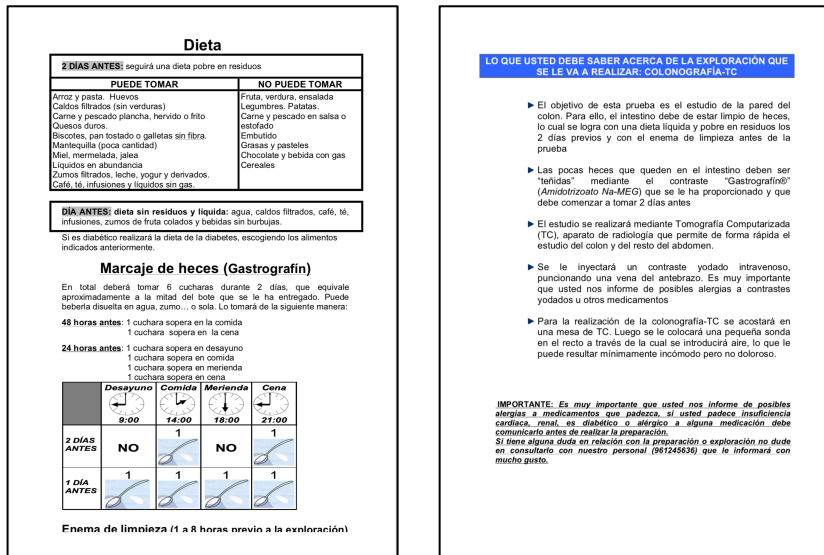 Dieta
2 DÍAS ANTES: seguirá una dieta pobre en residuos
PUEDE TOMAR
Arroz y pasta. Huevos
Caldos filtrados (sin verduras)
Carne y pescado plancha, hervido o frito
Quesos duros.
Biscotes, pan tostado o galletas sin fibra.
Mantequilla (poca cantidad)
Miel, mermelada, jalea
Líquidos en abundancia
Zumos filtrados, leche, yogur y derivados.
Café, té, infusiones y líquidos sin gas.
NO PUEDE TOMAR
Fruta, verdura, ensalada
Legumbres. Patatas.
Carne y pescado en salsa o
estofado
Embutido
Grasas y pasteles
Chocolate y bebida con gas
Cereales
DÍA ANTES: dieta sin residuos y líquida: agua, caldos filtrados, café, té,
infusiones, zumos de fruta colados y bebidas sin burbujas.
Si es diabético realizará la dieta de la diabetes, escogiendo los alimentos
indicados anteriormente.
Marcaje de heces (Gastrografín)
En total deberá tomar 6 cucharas durante 2 días, que equivale
aproximadamente a la mitad del bote que se le ha entregado. Puede
beberla disuelta en agua, zumo… o sola. Lo tomará de la siguiente manera:
48 horas antes: 1 cuchara sopera en la comida
1 cuchara sopera en la cena
24 horas antes: 1 cuchara sopera en desayuno
1 cuchara sopera en comida
1 cuchara sopera en merienda
1 cuchara sopera en cena
Desayuno Comida Merienda Cena
9:00 14:00 18:00 21:00
2 DÍAS
ANTES
NO 1 NO 1
1 DÍA
ANTES
1 1 1 1
Enema de limpieza (1 a 8 horas previo a la exploración)
LO QUE USTED DEBE SABER ACERCA DE LA EXPLORACIÓN QUE
SE LE VA A REALIZAR: COLONOGRAFÍA-TC
El objetivo de esta prueba es el estudio de la pared del
colon. Para ello, el intestino debe de estar limpio de heces,
lo cual se logra con una dieta líquida y pobre en residuos los
2 días previos y con el enema de limpieza antes de la
prueba
Las pocas heces que queden en el intestino deben ser
"teñidas" mediante el contraste "Gastrografín®"
(Amidotrizoato Na-MEG) que se le ha proporcionado y que
debe comenzar a tomar 2 días antes
El estudio se realizará mediante Tomografía Computarizada
(TC), aparato de radiología que permite de forma rápida el
estudio del colon y del resto del abdomen.
Se le inyectará un contraste yodado intravenoso,
puncionando una vena del antebrazo. Es muy importante
que usted nos informe de posibles alergias a contrastes
yodados u otros medicamentos
Para la realización de la colonografía-TC se acostará en
una mesa de TC. Luego se le colocará una pequeña sonda
en el recto a través de la cual se introducirá aire, lo que le
puede resultar mínimamente incómodo pero no doloroso.
IMPORTANTE: Es muy importante que usted nos informe de posibles
alergias a medicamentos que padezca, si usted padece insuficiencia
cardiaca, renal, es diabético o alérgico a alguna medicación debe
comunicarlo antes de realizar la preparación.
Si tiene alguna duda en relación con la preparación o exploración no dude
en consultarlo con nuestro personal (961245636) que le informará con
mucho gusto.